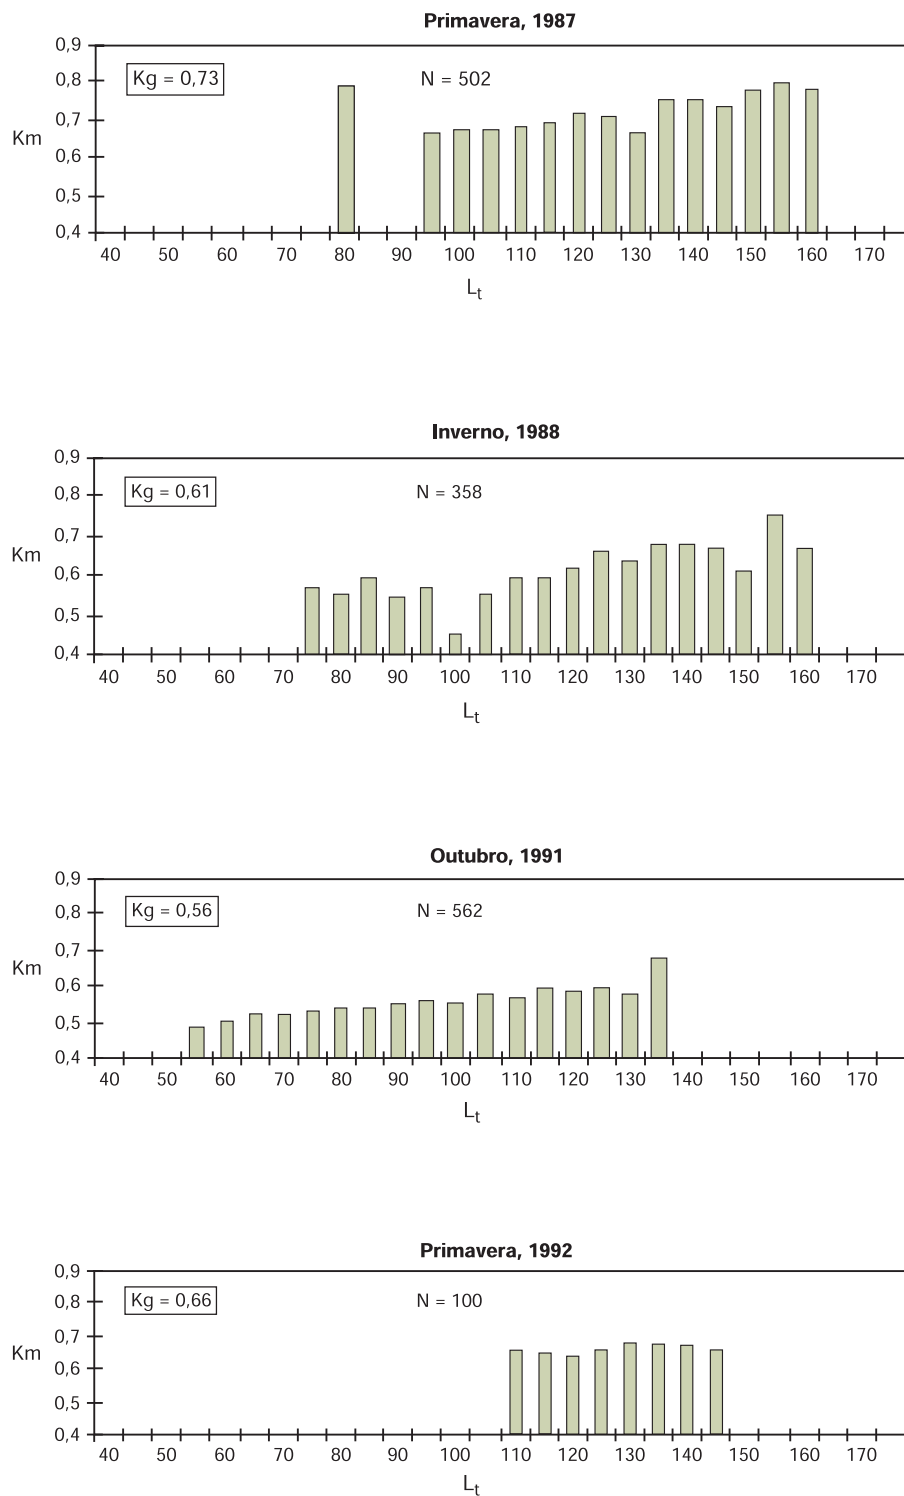 Primavera, 1987
0,9
Kg = 0,73 N = 502
0,8
0,7
Km
0,6
0,5
0,4
40 50 60 70 80 90 100 110 120 130 140 150 160 170
Lt
Inverno, 1988
0,9
Kg = 0,61 N = 358
0,8
0,7
Km
0,6
0,5
0,4
40 50 60 70 80 90 100 110 120 130 140 150 160 170
Lt
Outubro, 1991
0,9
Kg = 0,56 N = 562
0,8
0,7
Km
0,6
0,5
0,4
40 50 60 70 80 90 100 110 120 130 140 150 160 170
Lt
Primavera, 1992
0,9
Kg = 0,66 N = 100
0,8
0,7
Km
0,6
0,5
0,4
40 50 60 70 80 90 100 110 120 130 140 150 160 170
Lt